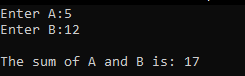 Enter A:5
Enter B:12
The sum of A and B is: 17